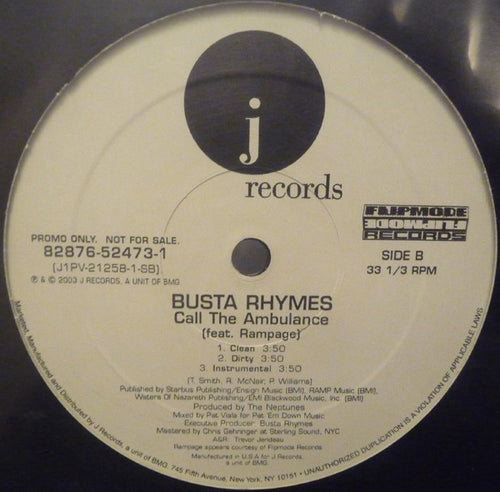 j
records
FLIPMODE
FLIPMODE
RECORDS
PROMO ONLY. NOT FOR SALE.
82876-52473-1
(J1PV-21258-1-SB)
℗ & © 2003 J RECORDS, A UNIT OF BMG
SIDE B
33 1/3 RPM
BUSTA RHYMES
Call The Ambulance
(feat. Rampage)
1. Clean 3:50
2. Dirty 3:50
3. Instrumental 3:50
(T. Smith, R. McNair, P. Williams)
Published by Starbus Publishing/Ensign Music (BMI), RAMP Music (BMI),
Waters Of Nazareth Publishing/EMI Blackwood Music, Inc (BMI)
Produced by The Neptunes
Mixed by Pat Viala for Pat 'Em Down Music
Executive Producer: Busta Rhymes
Mastered by Chris Gehringer at Sterling Sound, NYC
A&R: Trevor Jerideau
Rampage appears courtesy of Flipmode Records
Manufactured in U.S.A for J Records,
a unit of BMG
Marketed, Manufactured and Distributed by J Records, a unit of BMG. 745 Fifth Avenue, New York, NY 10151 • UNAUTHORIZED DUPLICATION IS A VIOLATION OF APPLICABLE LAWS